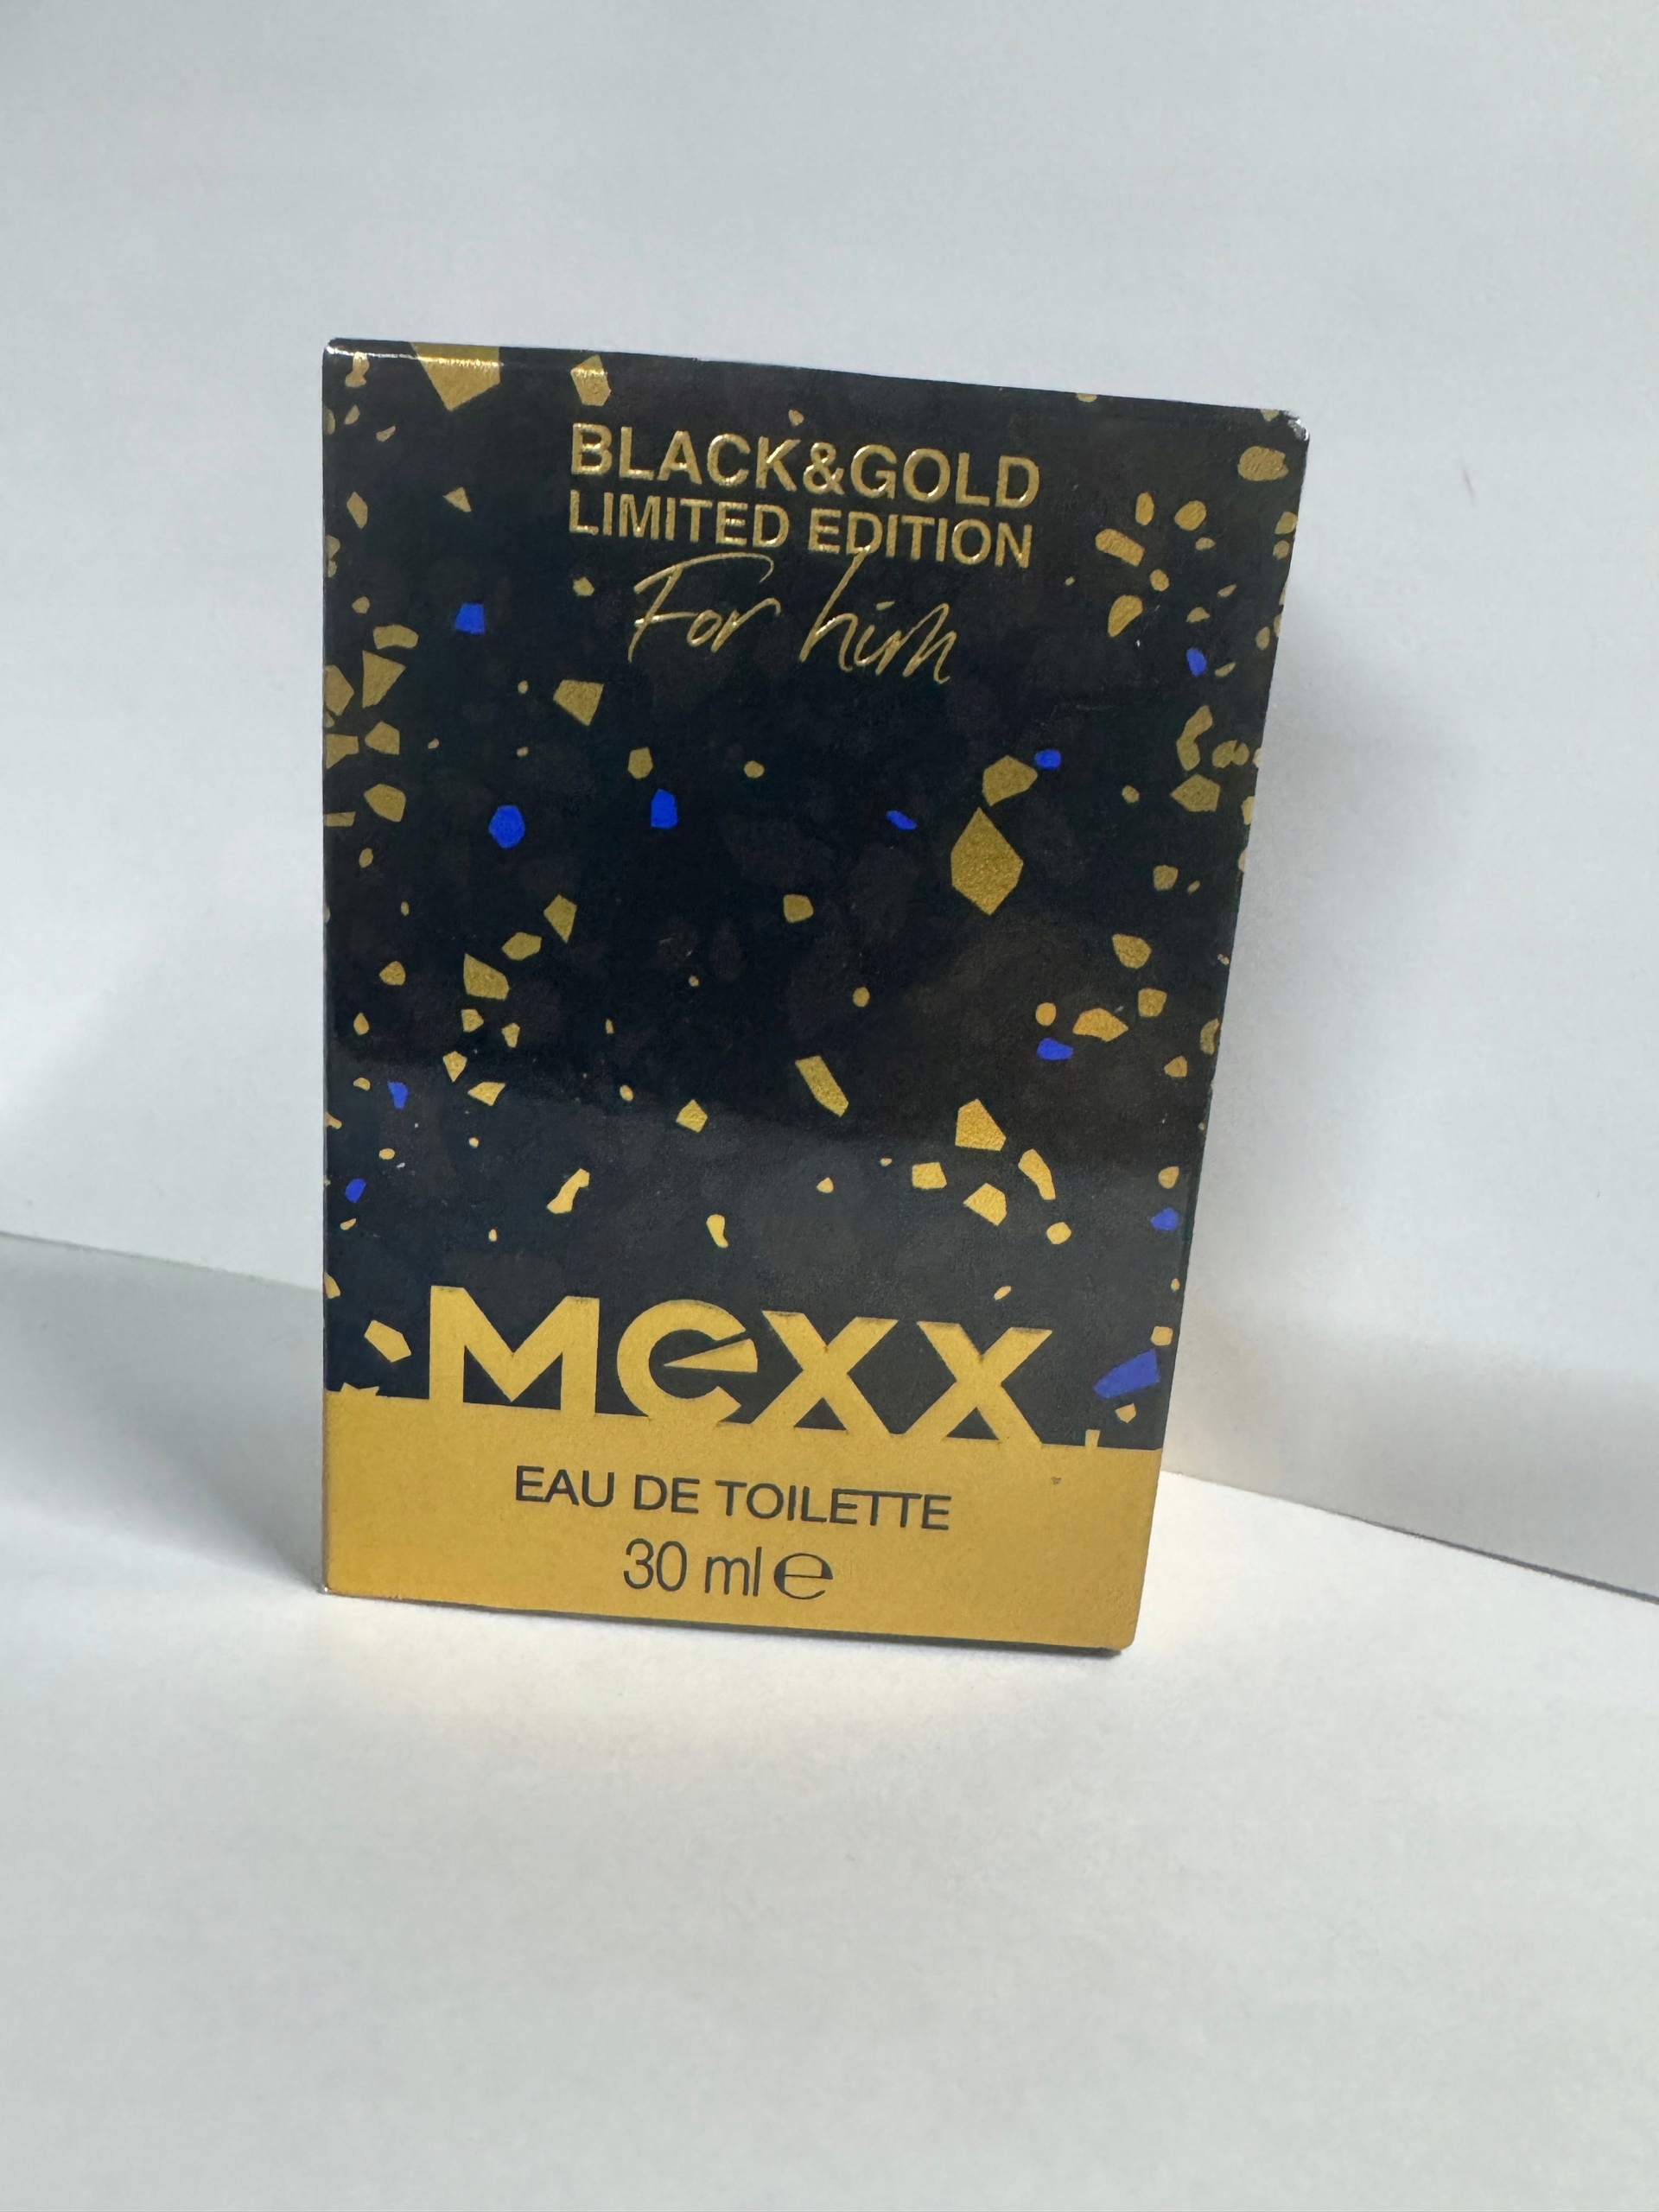 BLACK&GOLD
LIMITED EDITION
For him
mexx
EAU DE TOILETTE
30 ml ℮